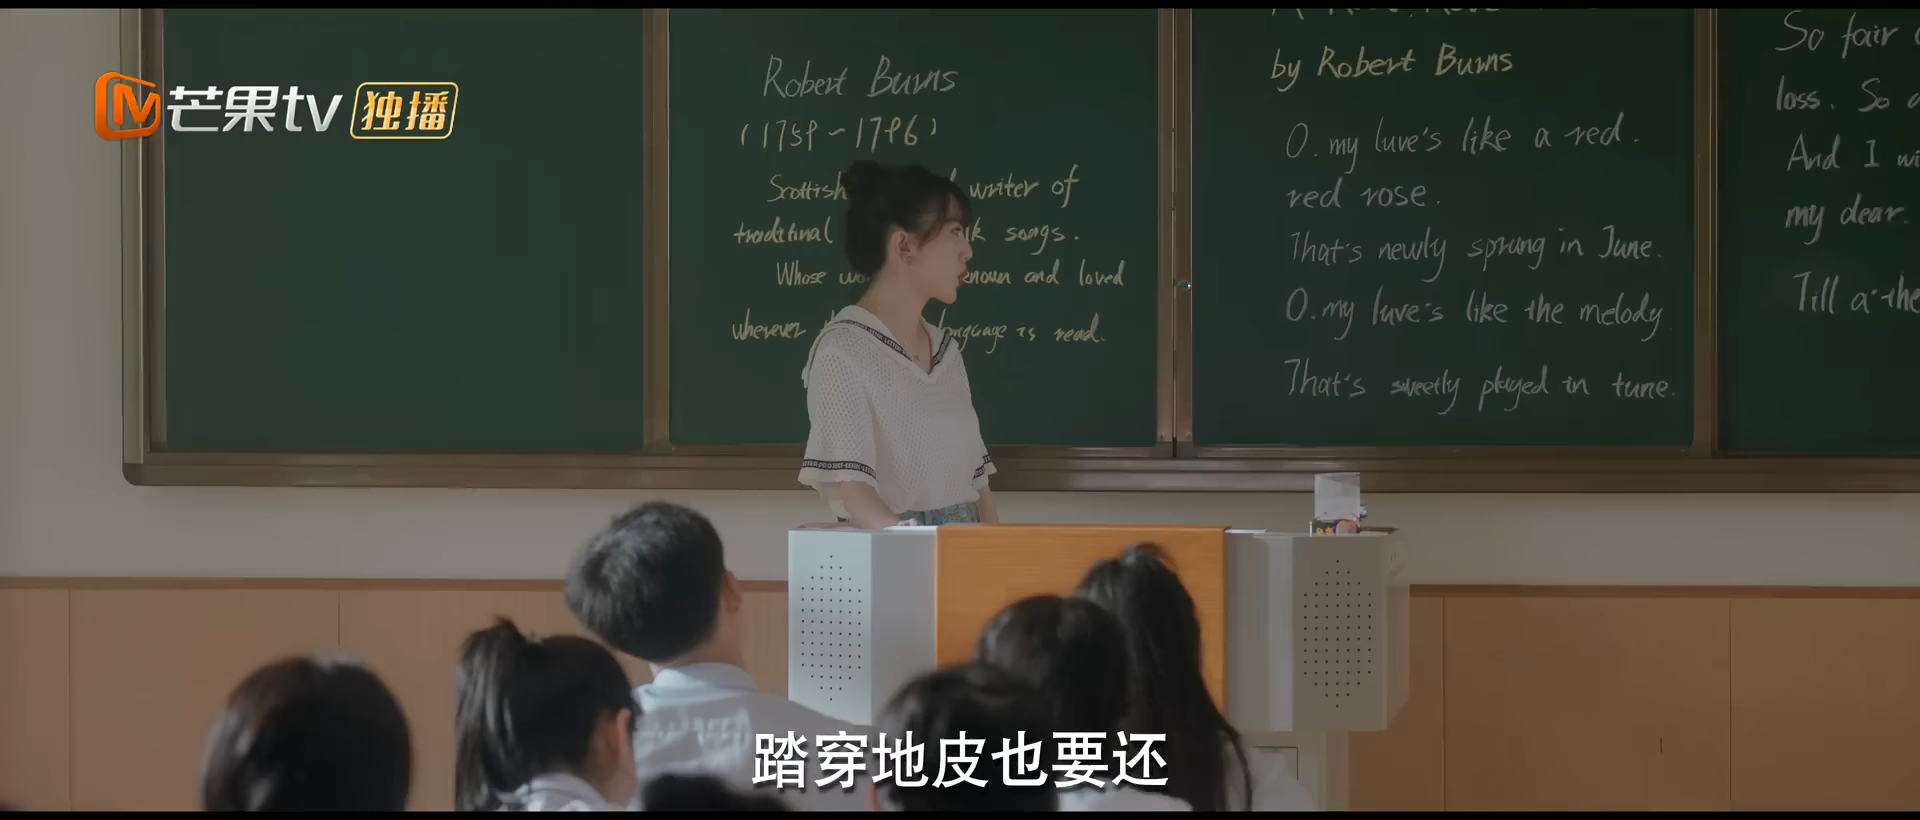 芒果tv 独播
Robert Burns
(1759~1796)
Scottish writer of
traditinal songs.
Whose and loved
wherever language is read.
by Robert Burns
O. my luve's like a red.
red rose.
That's newly sprung in June.
O. my luve's like the melody
That's sweetly played in tune.
So fair
loss. So
And I
my dear.
Till a' the
踏穿地皮也要还